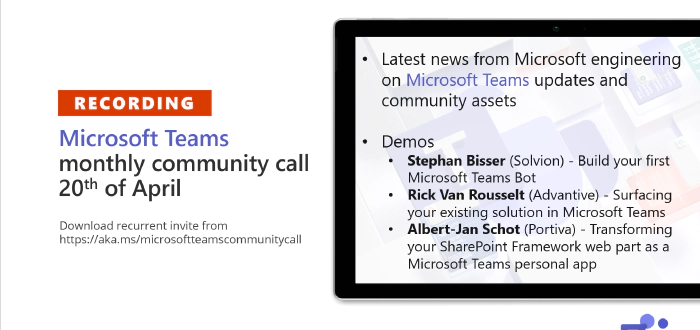 RECORDING
Microsoft Teams
monthly community call
20th of April
Download recurrent invite from
https://aka.ms/microsoftteamscommunitycall
• Latest news from Microsoft engineering
on Microsoft Teams updates and
community assets
• Demos
• Stephan Bisser (Solvion) - Build your first
Microsoft Teams Bot
• Rick Van Rousselt (Advantive) - Surfacing
your existing solution in Microsoft Teams
• Albert-Jan Schot (Portiva) - Transforming
your SharePoint Framework web part as a
Microsoft Teams personal app